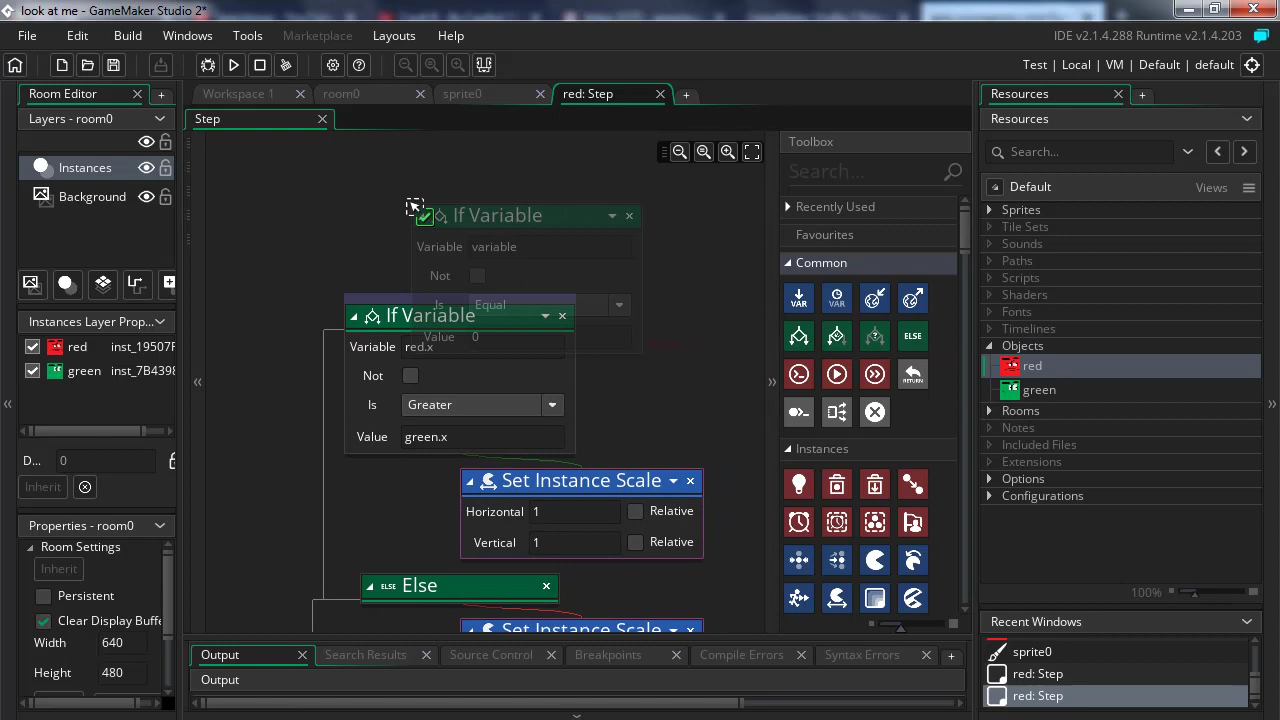 look at me - GameMaker Studio 2*
File Edit Build Windows Tools Marketplace Layouts Help
IDE v2.1.4.288 Runtime v2.1.4.203
Test | Local | VM | Default | default
Room Editor
Layers - room0
Instances
Background
Instances Layer Prop...
red inst_19507F
green inst_7B4398
D... 0
Inherit
Properties - room0
Room Settings
Inherit
Persistent
Clear Display Buffe
Width 640
Height 480
Workspace 1 room0 sprite0 red: Step
Step
If Variable
Variable variable
Not
Is Equal
Value 0
If Variable
Variable red.x
Not
Is Greater
Value green.x
Set Instance Scale
Horizontal 1 Relative
Vertical 1 Relative
ELSE Else
Set Instance Scale
Output Search Results Source Control Breakpoints Compile Errors Syntax Errors
Output
Toolbox
Search...
Recently Used
Favourites
Common
VAR VAR
ELSE
RETURN
Instances
Resources
Resources
Search...
Default Views
Sprites
Tile Sets
Sounds
Paths
Scripts
Shaders
Fonts
Timelines
Objects
red
green
Rooms
Notes
Included Files
Extensions
Options
Configurations
100%
Recent Windows
sprite0
red: Step
red: Step